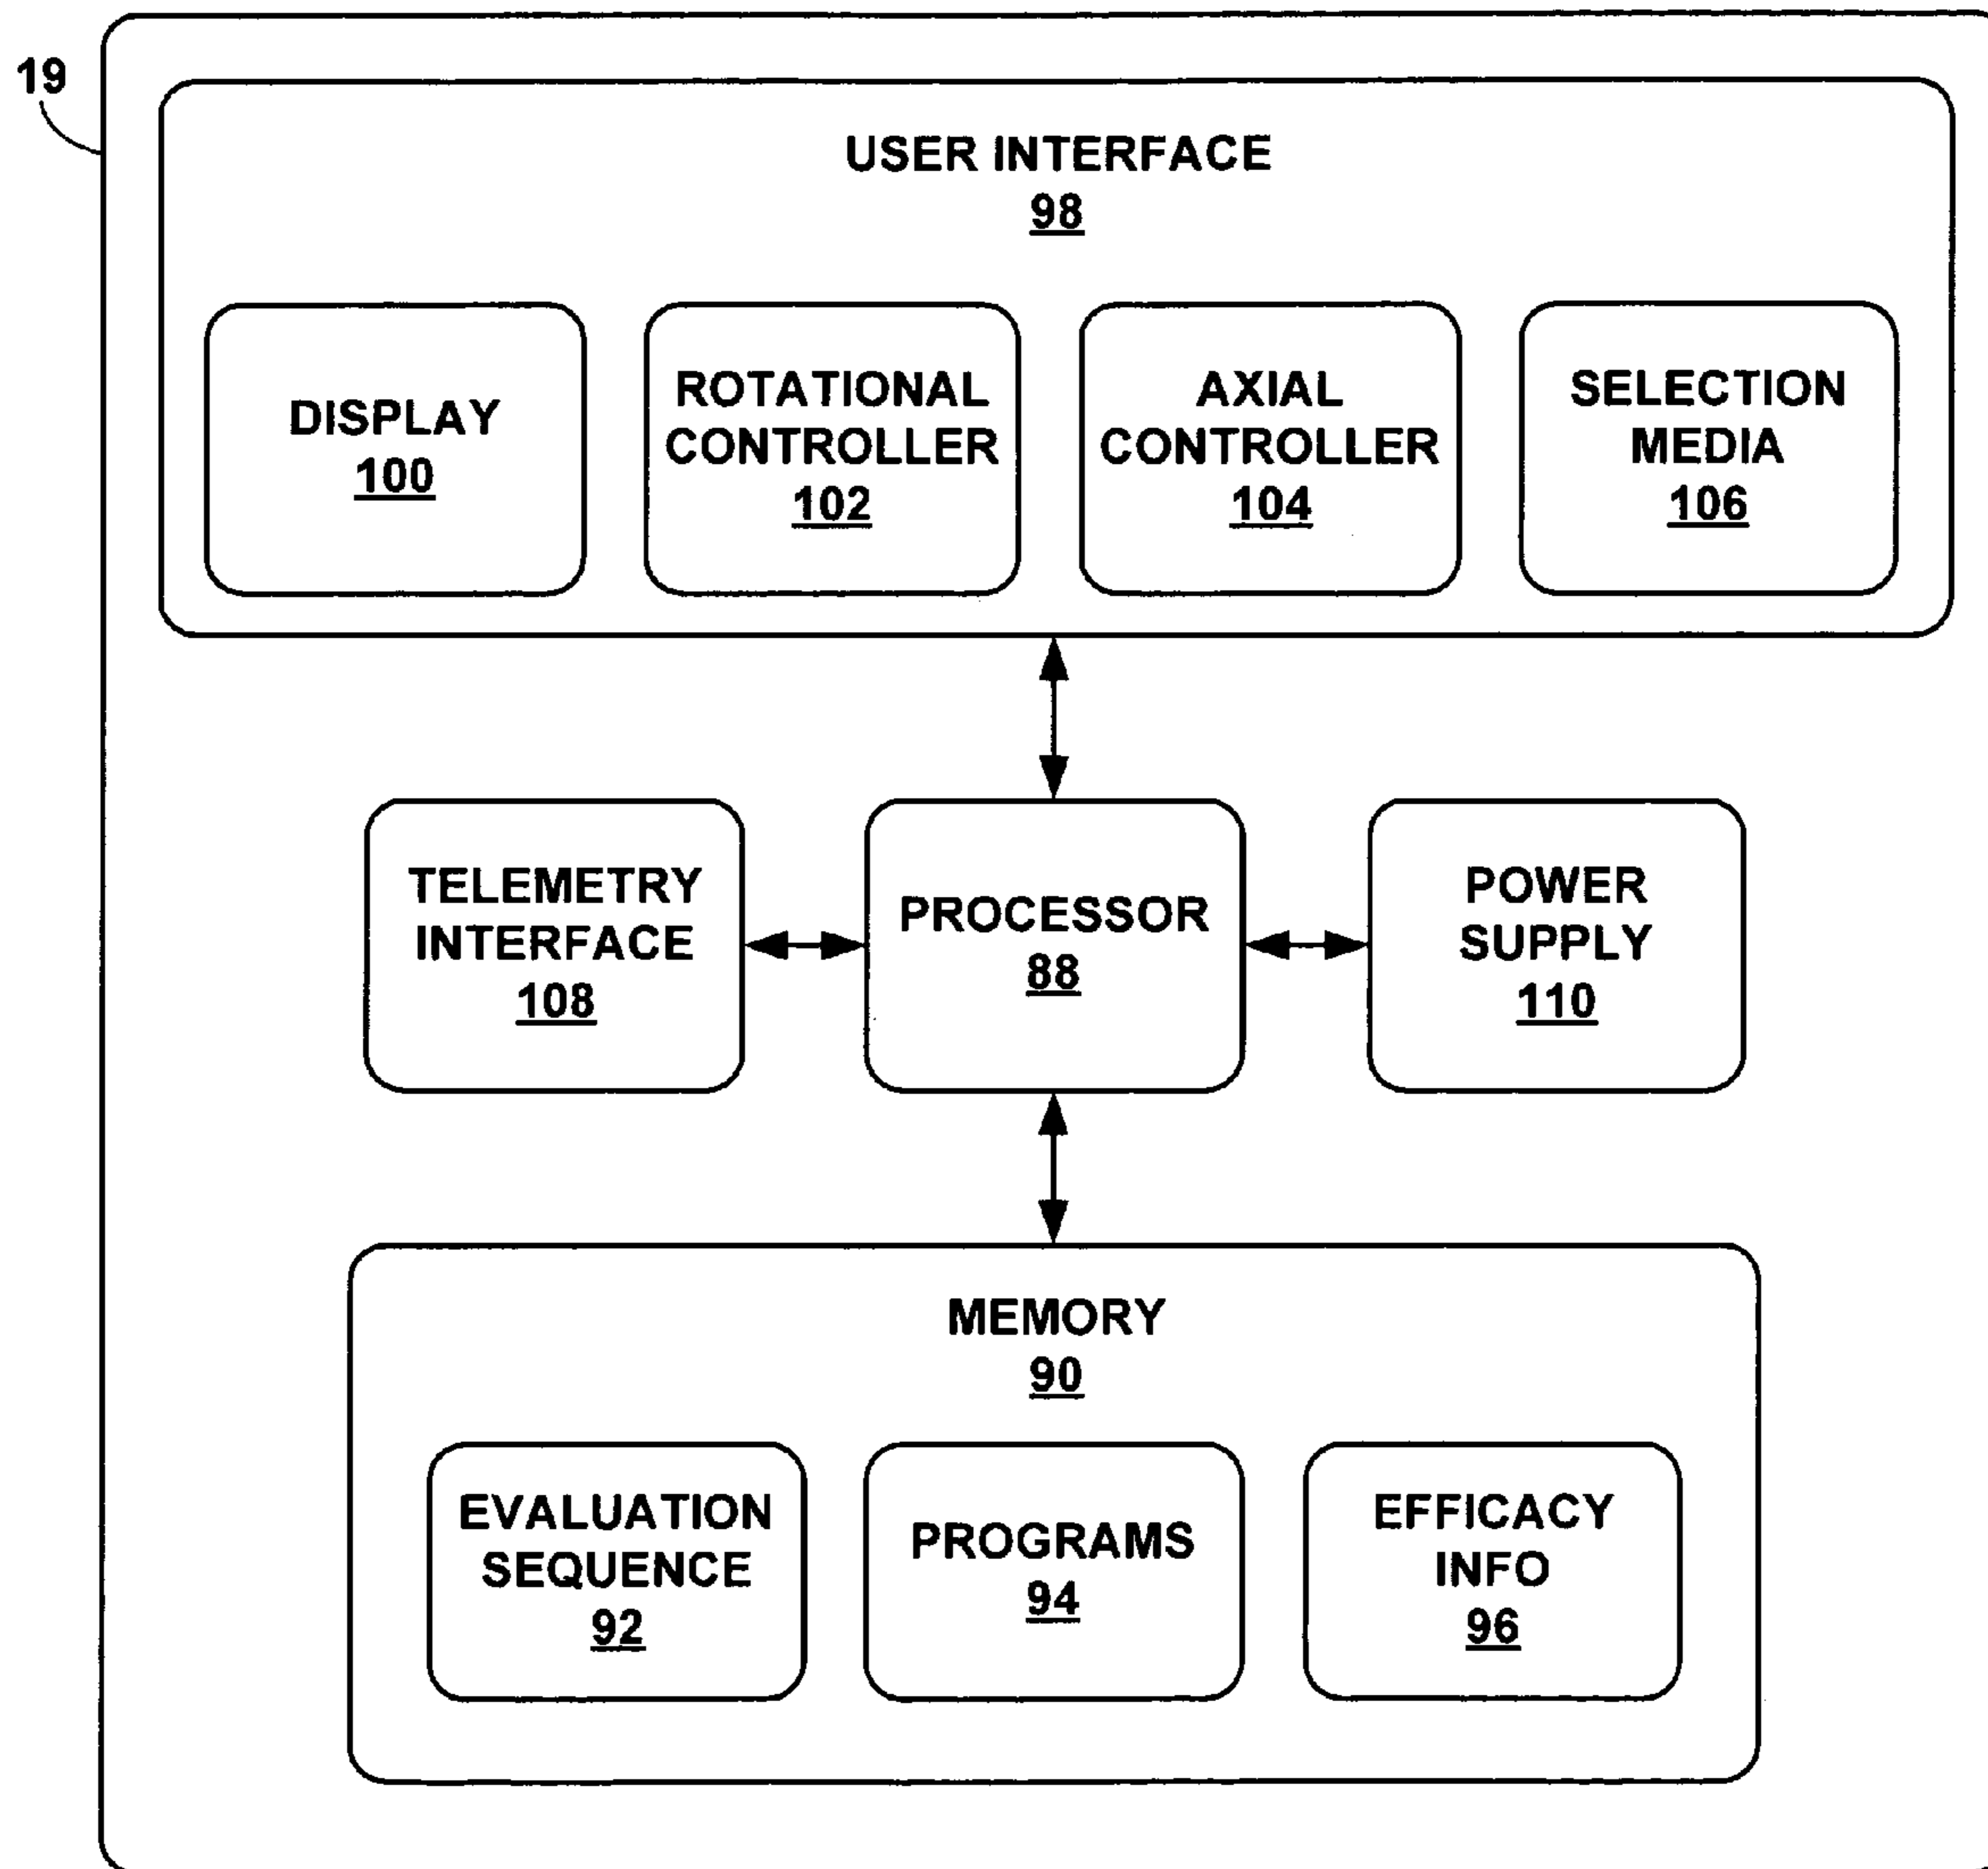 19
USER INTERFACE
98
DISPLAY
100
ROTATIONAL
CONTROLLER
102
AXIAL
CONTROLLER
104
SELECTION
MEDIA
106
TELEMETRY
INTERFACE
108
PROCESSOR
88
POWER
SUPPLY
110
MEMORY
90
EVALUATION
SEQUENCE
92
PROGRAMS
94
EFFICACY
INFO
96